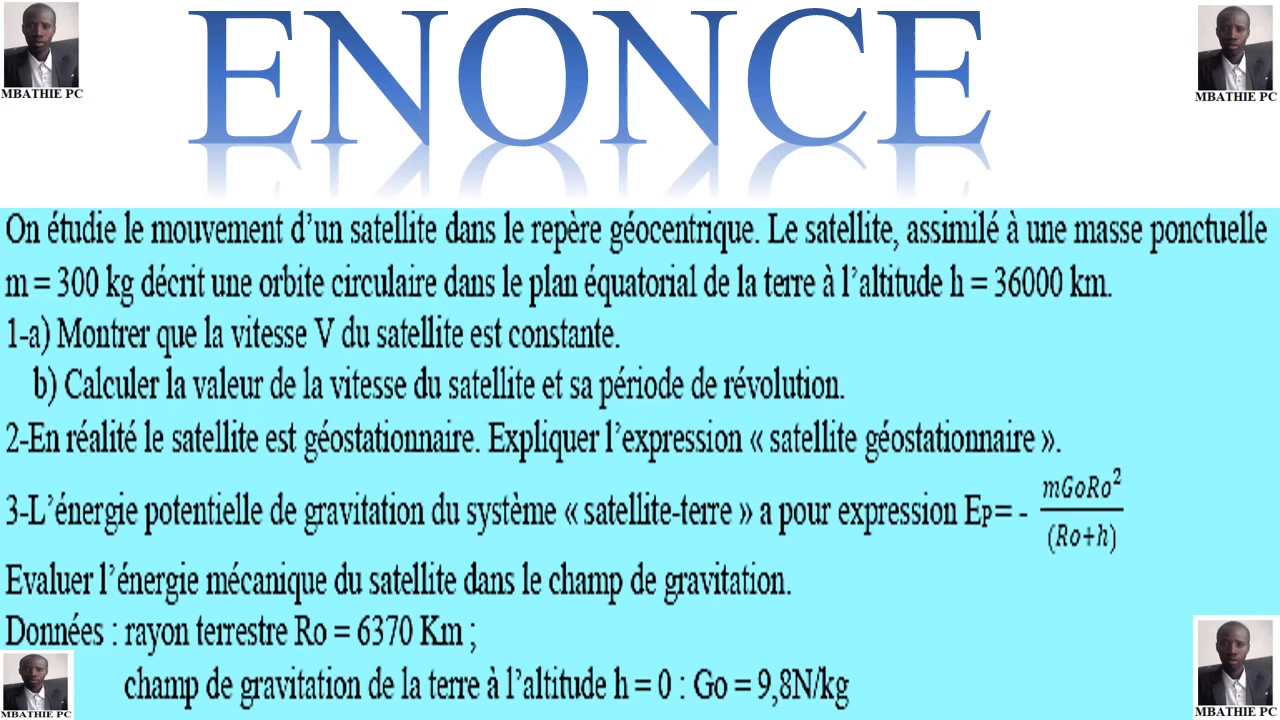 MBATHIE PC
ENONCE
MBATHIE PC
On étudie le mouvement d’un satellite dans le repère géocentrique. Le satellite, assimilé à une masse ponctuelle
m = 300 kg décrit une orbite circulaire dans le plan équatorial de la terre à l’altitude h = 36000 km.
1-a) Montrer que la vitesse V du satellite est constante.
b) Calculer la valeur de la vitesse du satellite et sa période de révolution.
2-En réalité le satellite est géostationnaire. Expliquer l’expression « satellite géostationnaire ».
3-L’énergie potentielle de gravitation du système « satellite-terre » a pour expression EP= - mGoRo²/(Ro+h)
Evaluer l’énergie mécanique du satellite dans le champ de gravitation.
Données : rayon terrestre Ro = 6370 Km ;
champ de gravitation de la terre à l’altitude h = 0 : Go = 9,8N/kg
MBATHIE PC
MBATHIE PC